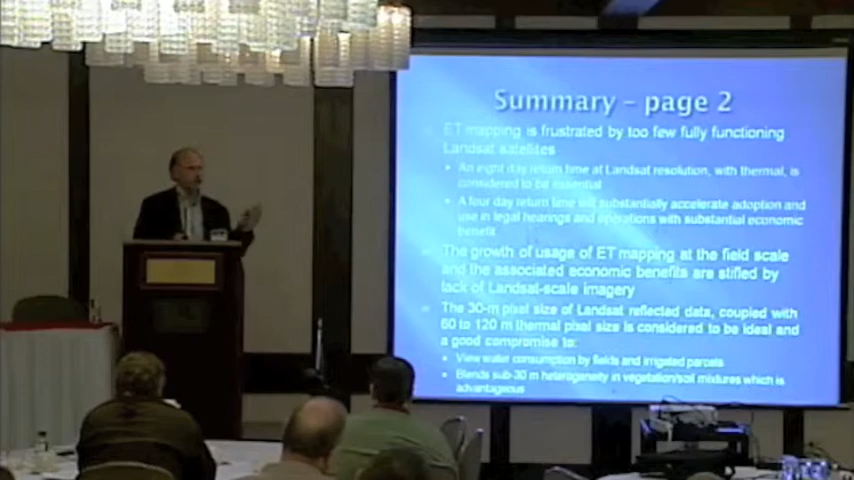 Summary – page 2
ET mapping is frustrated by too few fully functioning
Landsat satellites
An eight day return time at Landsat resolution, with thermal, is
considered to be essential
A four day return time will substantially accelerate adoption and
use in legal hearings and operations with substantial economic
benefit
The growth of usage of ET mapping at the field scale
and the associated economic benefits are stifled by
lack of Landsat-scale imagery
The 30-m pixel size of Landsat reflected data, coupled with
60 to 120 m thermal pixel size is considered to be ideal and
a good compromise to:
View water consumption by fields and irrigated parcels
Blends sub-30 m heterogeneity in vegetation/soil mixtures which is
advantageous